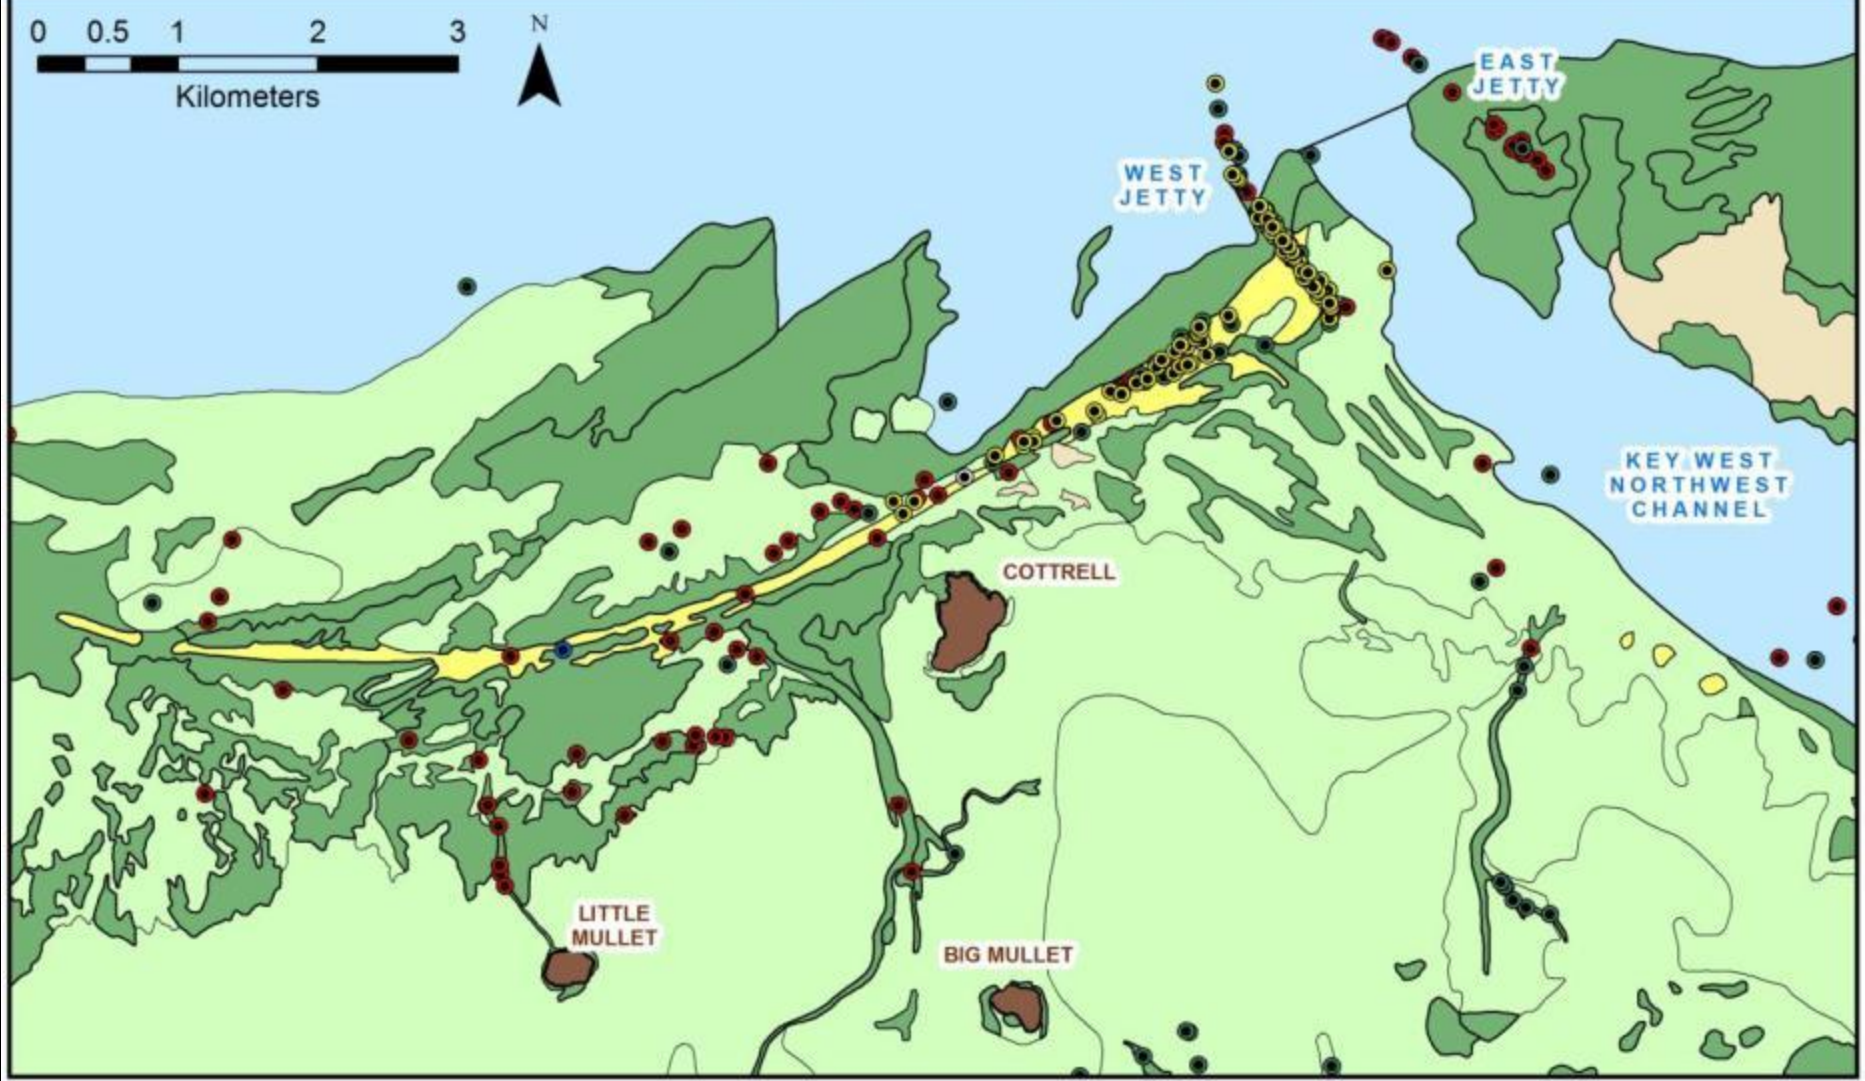 0 0.5 1 2 3
Kilometers
N
EAST
JETTY
WEST
JETTY
KEY WEST
NORTHWEST
CHANNEL
COTTRELL
LITTLE
MULLET
BIG MULLET